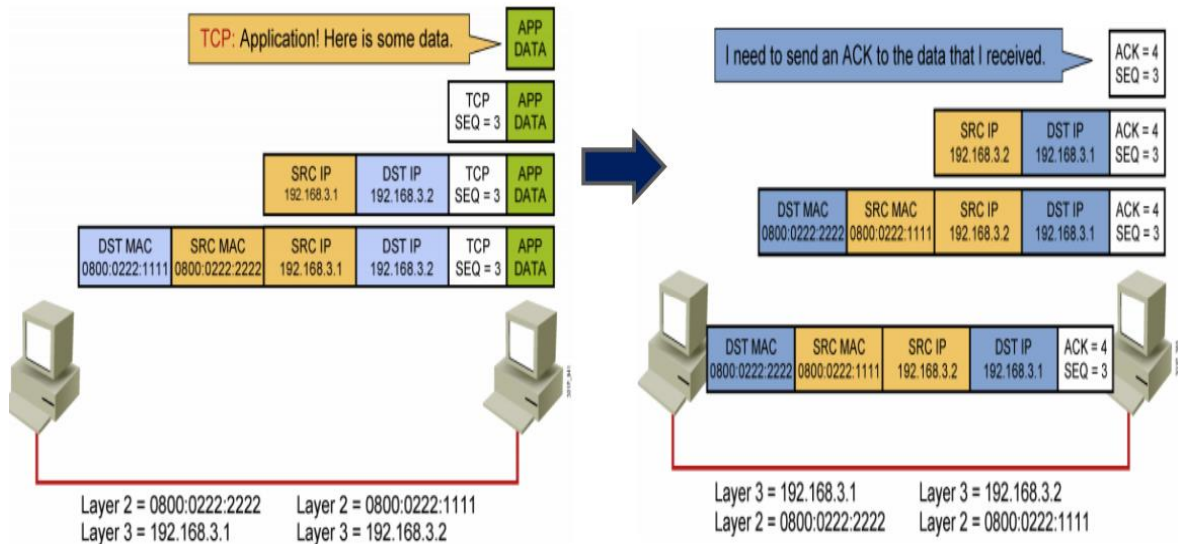 TCP: Application! Here is some data.
APP
DATA
TCP
SEQ = 3
APP
DATA
SRC IP
192.168.3.1
DST IP
192.168.3.2
TCP
SEQ = 3
APP
DATA
DST MAC
0800:0222:1111
SRC MAC
0800:0222:2222
SRC IP
192.168.3.1
DST IP
192.168.3.2
TCP
SEQ = 3
APP
DATA
Layer 2 = 0800:0222:2222
Layer 3 = 192.168.3.1
Layer 2 = 0800:0222:1111
Layer 3 = 192.168.3.2
I need to send an ACK to the data that I received.
ACK = 4
SEQ = 3
SRC IP
192.168.3.2
DST IP
192.168.3.1
ACK = 4
SEQ = 3
DST MAC
0800:0222:2222
SRC MAC
0800:0222:1111
SRC IP
192.168.3.2
DST IP
192.168.3.1
ACK = 4
SEQ = 3
DST MAC
0800:0222:2222
SRC MAC
0800:0222:1111
SRC IP
192.168.3.2
DST IP
192.168.3.1
ACK = 4
SEQ = 3
Layer 3 = 192.168.3.1
Layer 2 = 0800:0222:2222
Layer 3 = 192.168.3.2
Layer 2 = 0800:0222:1111